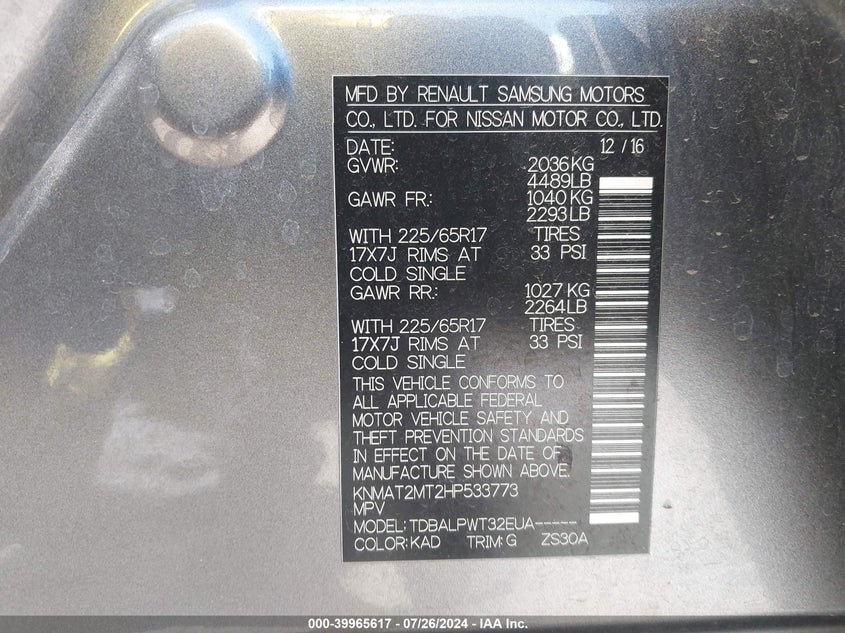 MFD BY RENAULT SAMSUNG MOTORS
CO., LTD. FOR NISSAN MOTOR CO., LTD.
DATE: 12 / 16
GVWR: 2036 KG
4489LB
GAWR FR.: 1040 KG
2293 LB
WITH 225/65R17 TIRES
17X7J RIMS AT 33 PSI
COLD SINGLE
GAWR RR.: 1027 KG
2264 LB
WITH 225/65R17 TIRES
17X7J RIMS AT 33 PSI
COLD SINGLE
THIS VEHICLE CONFORMS TO
ALL APPLICABLE FEDERAL
MOTOR VEHICLE SAFETY AND
THEFT PREVENTION STANDARDS
IN EFFECT ON THE DATE OF
MANUFACTURE SHOWN ABOVE.
KNMAT2MT2HP533773
MPV
MODEL: TDBALPWT32EUA-----
COLOR: KAD TRIM: G ZS30A
000-39965617 / 07/26/2024 - IAA Inc.